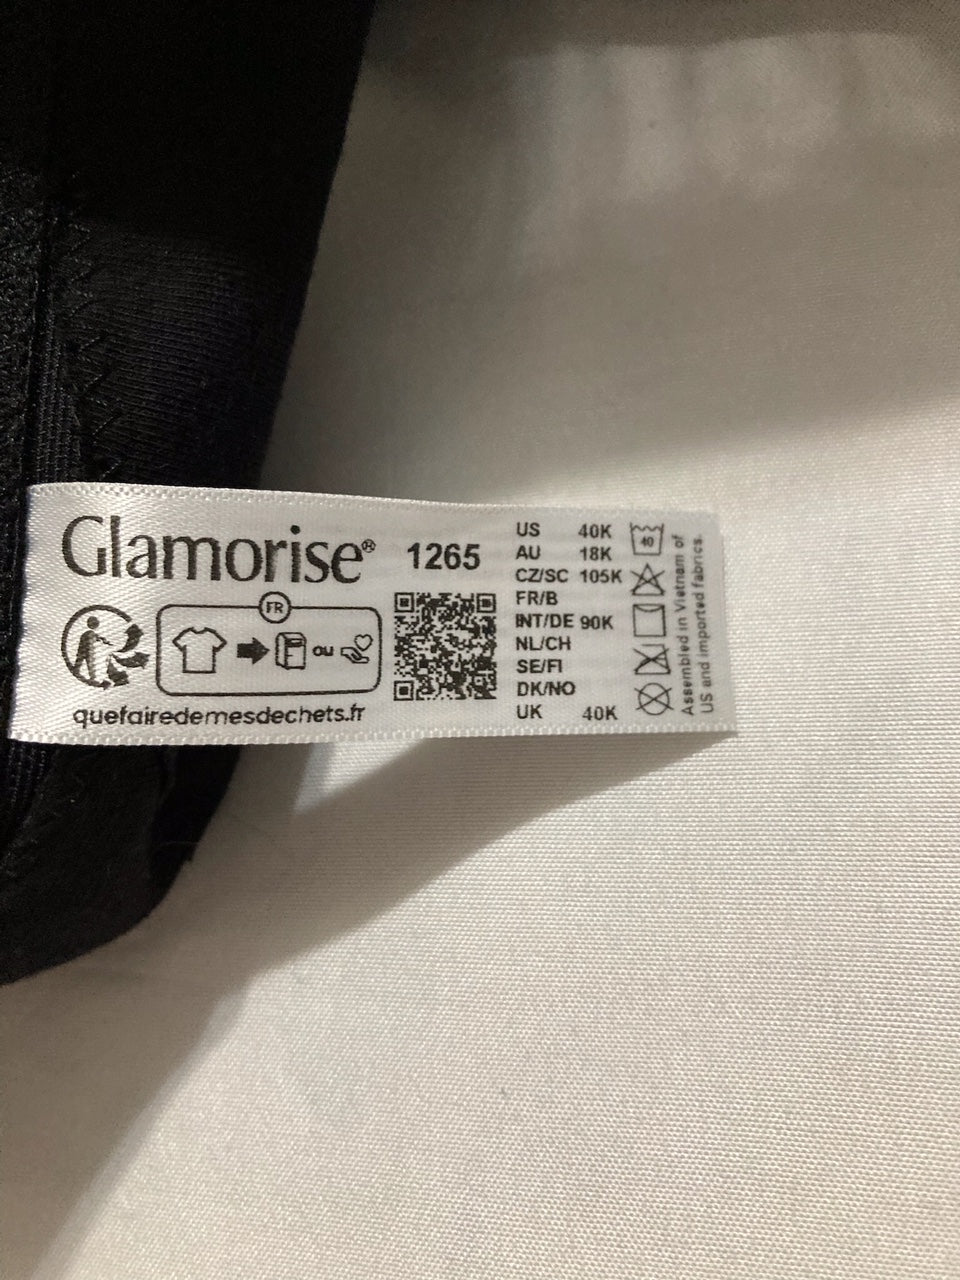 Glamorise® 1265
FR
ou
quefairedemesdechets.fr
US 40K
AU 18K
CZ/SC 105K
FR/B
INT/DE 90K
NL/CH
SE/FI
DK/NO
UK 40K
40
Assembled in Vietnam of
US and imported fabrics.